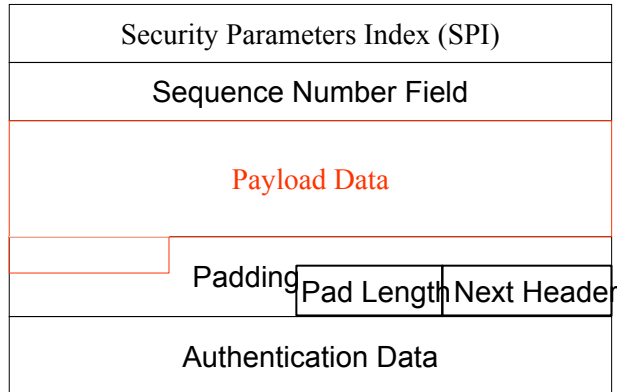 Security Parameters Index (SPI)
Sequence Number Field
Payload Data
Padding
Pad Length
Next Header
Authentication Data